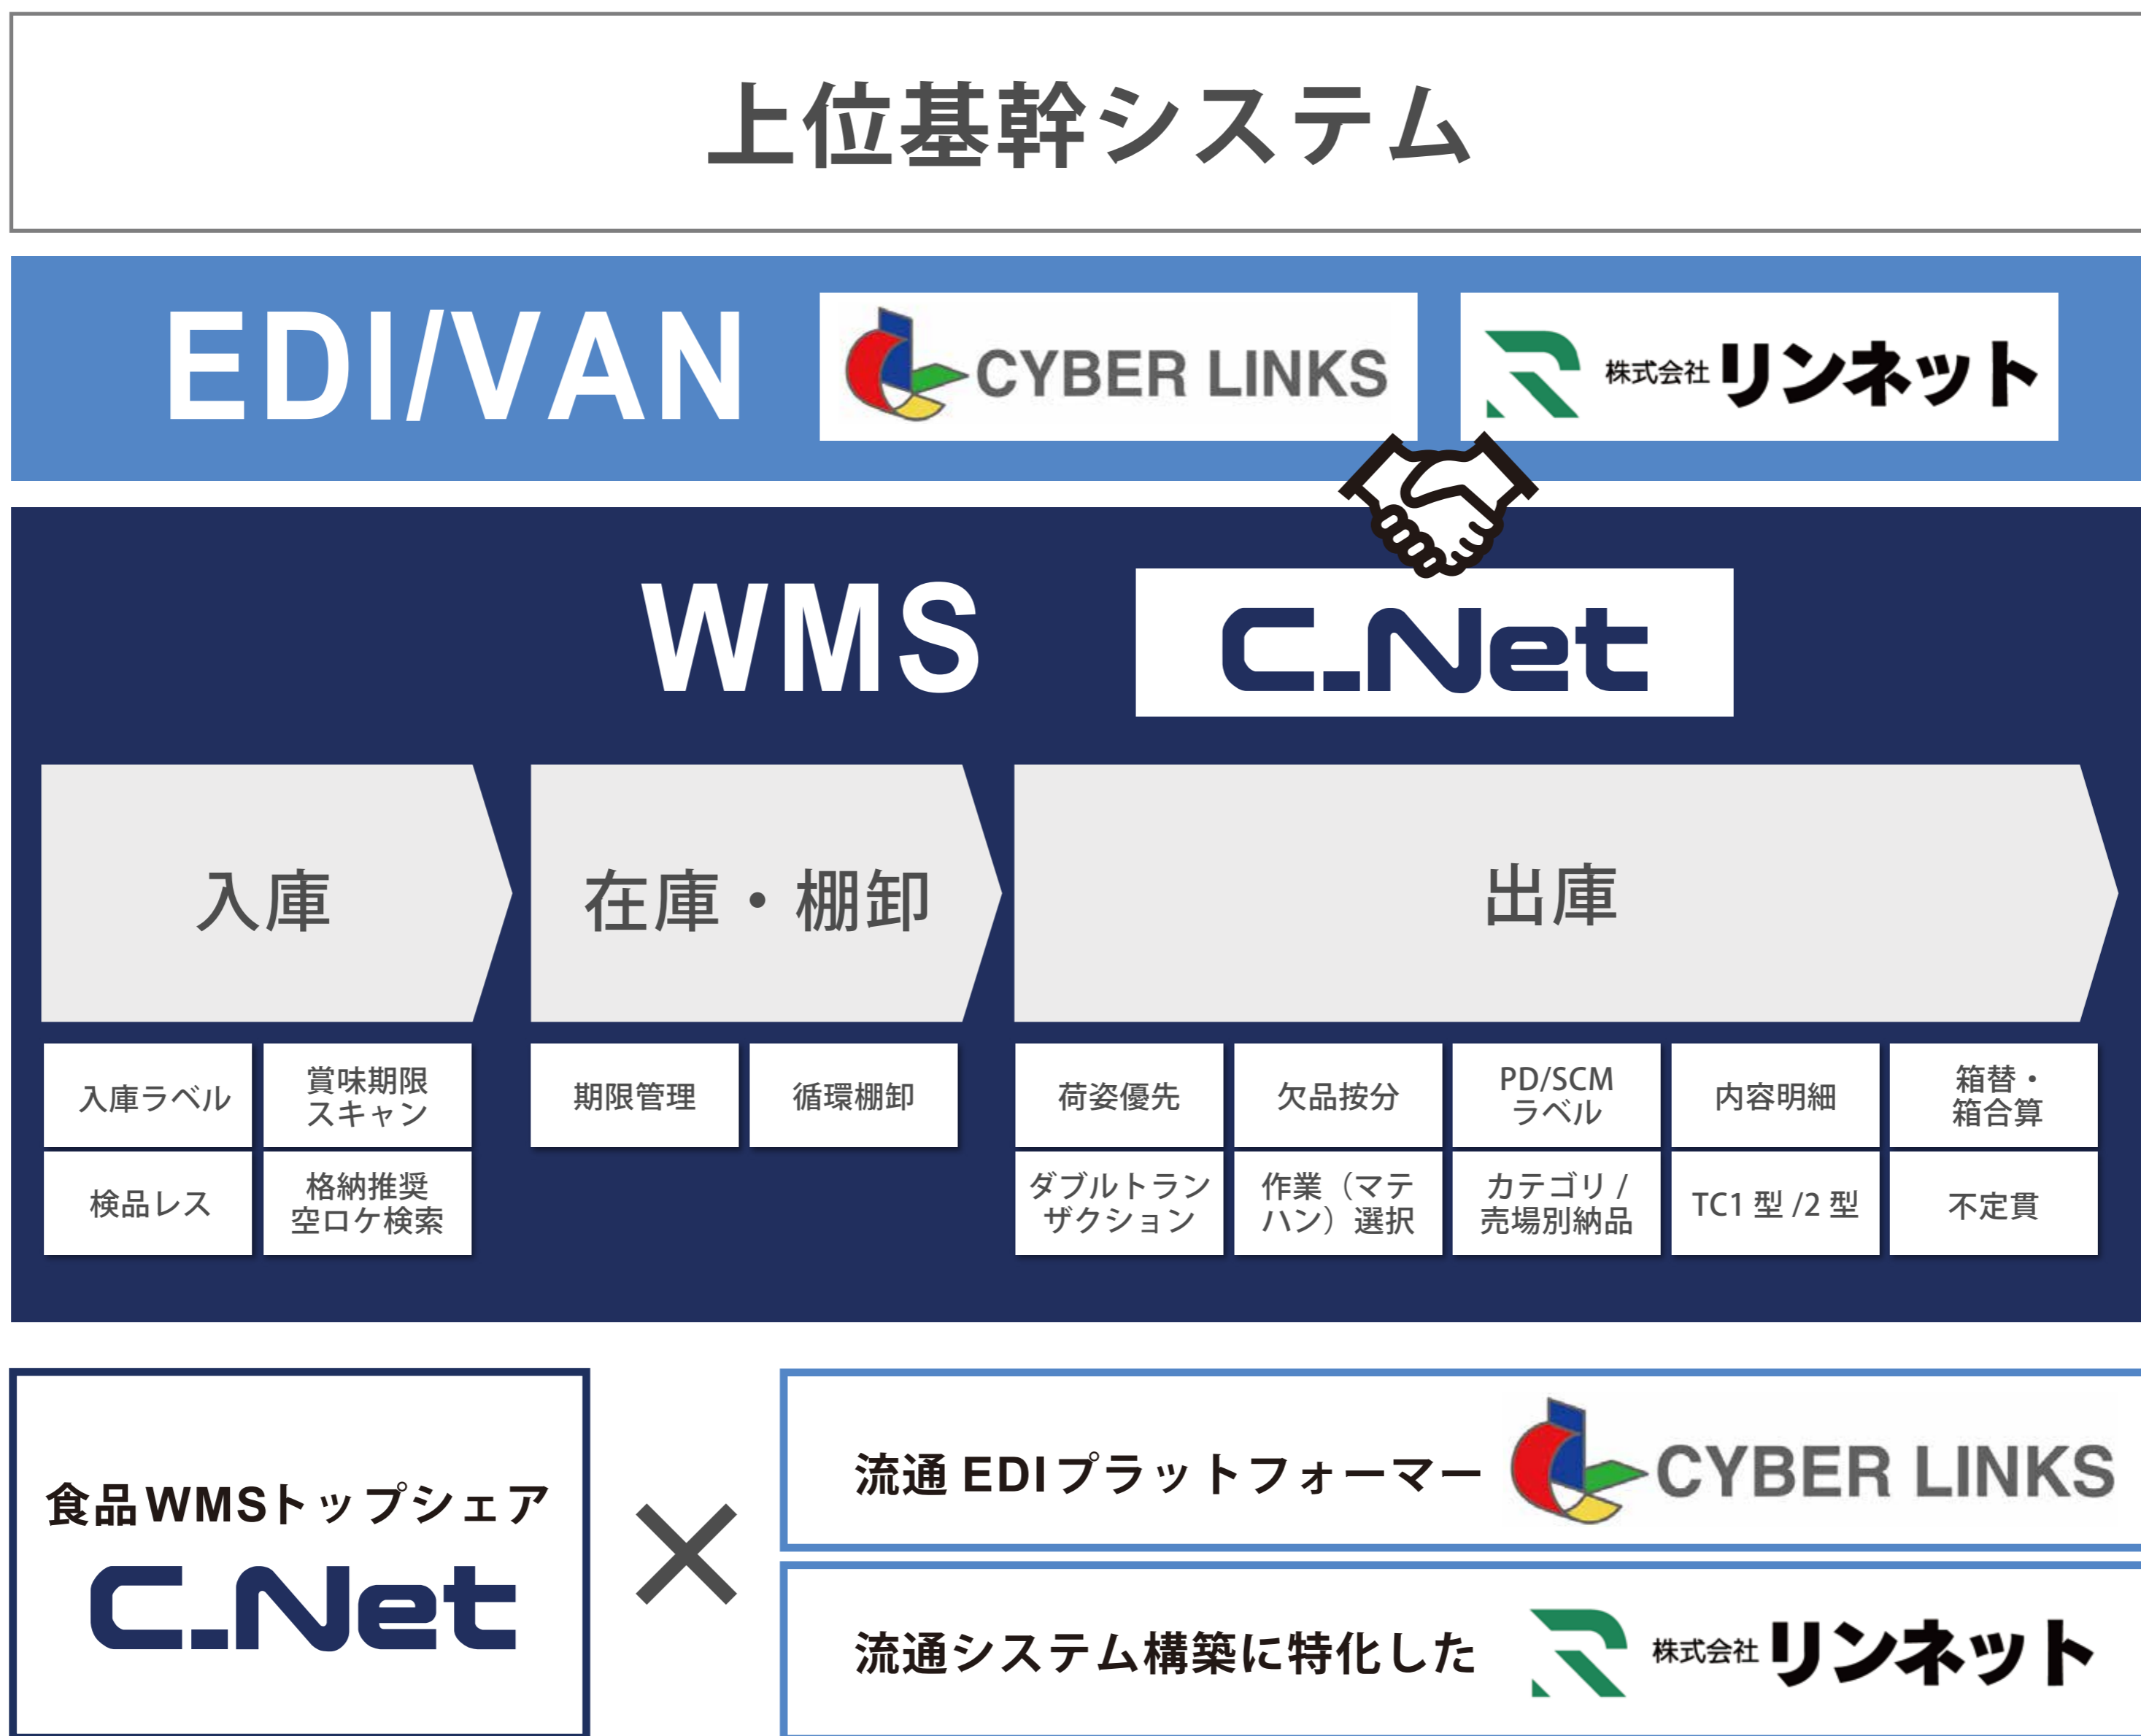 上位基幹システム
EDI/VAN
CYBER LINKS
株式会社リンネット
WMS
C.Net
入庫
在庫・棚卸
出庫
入庫ラベル
賞味期限
スキャン
検品レス
格納推奨
空ロケ検索
期限管理
循環棚卸
荷姿優先
欠品按分
PD/SCM
ラベル
内容明細
箱替・
箱合算
ダブルトラン
ザクション
作業（マテ
ハン）選択
カテゴリ /
売場別納品
TC1 型 /2 型
不定貫
食品WMSトップシェア
C.Net
×
流通 EDIプラットフォーマー
CYBER LINKS
流通システム構築に特化した
株式会社リンネット